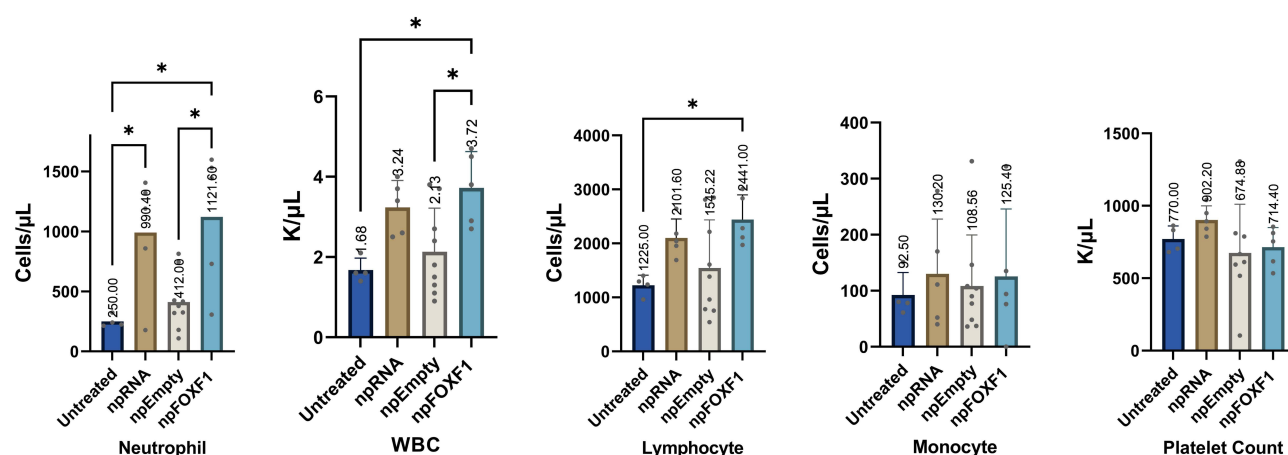 Cells/µL
1500
1000
500
0
*
*
*
250.00
990.40
412.00
1121.60
Untreated
npRNA
npEmpty
npFOXF1
Neutrophil
K/µL
6
4
2
0
*
*
1.68
3.24
2.13
3.72
Untreated
npRNA
npEmpty
npFOXF1
WBC
Cells/µL
4000
3000
2000
1000
0
*
1225.00
2101.60
1545.22
2441.00
Untreated
npRNA
npEmpty
npFOXF1
Lymphocyte
Cells/µL
400
300
200
100
0
92.50
130.20
108.56
125.40
Untreated
npRNA
npEmpty
npFOXF1
Monocyte
K/µL
1500
1000
500
0
770.00
902.20
674.88
714.40
Untreated
npRNA
npEmpty
npFOXF1
Platelet Count